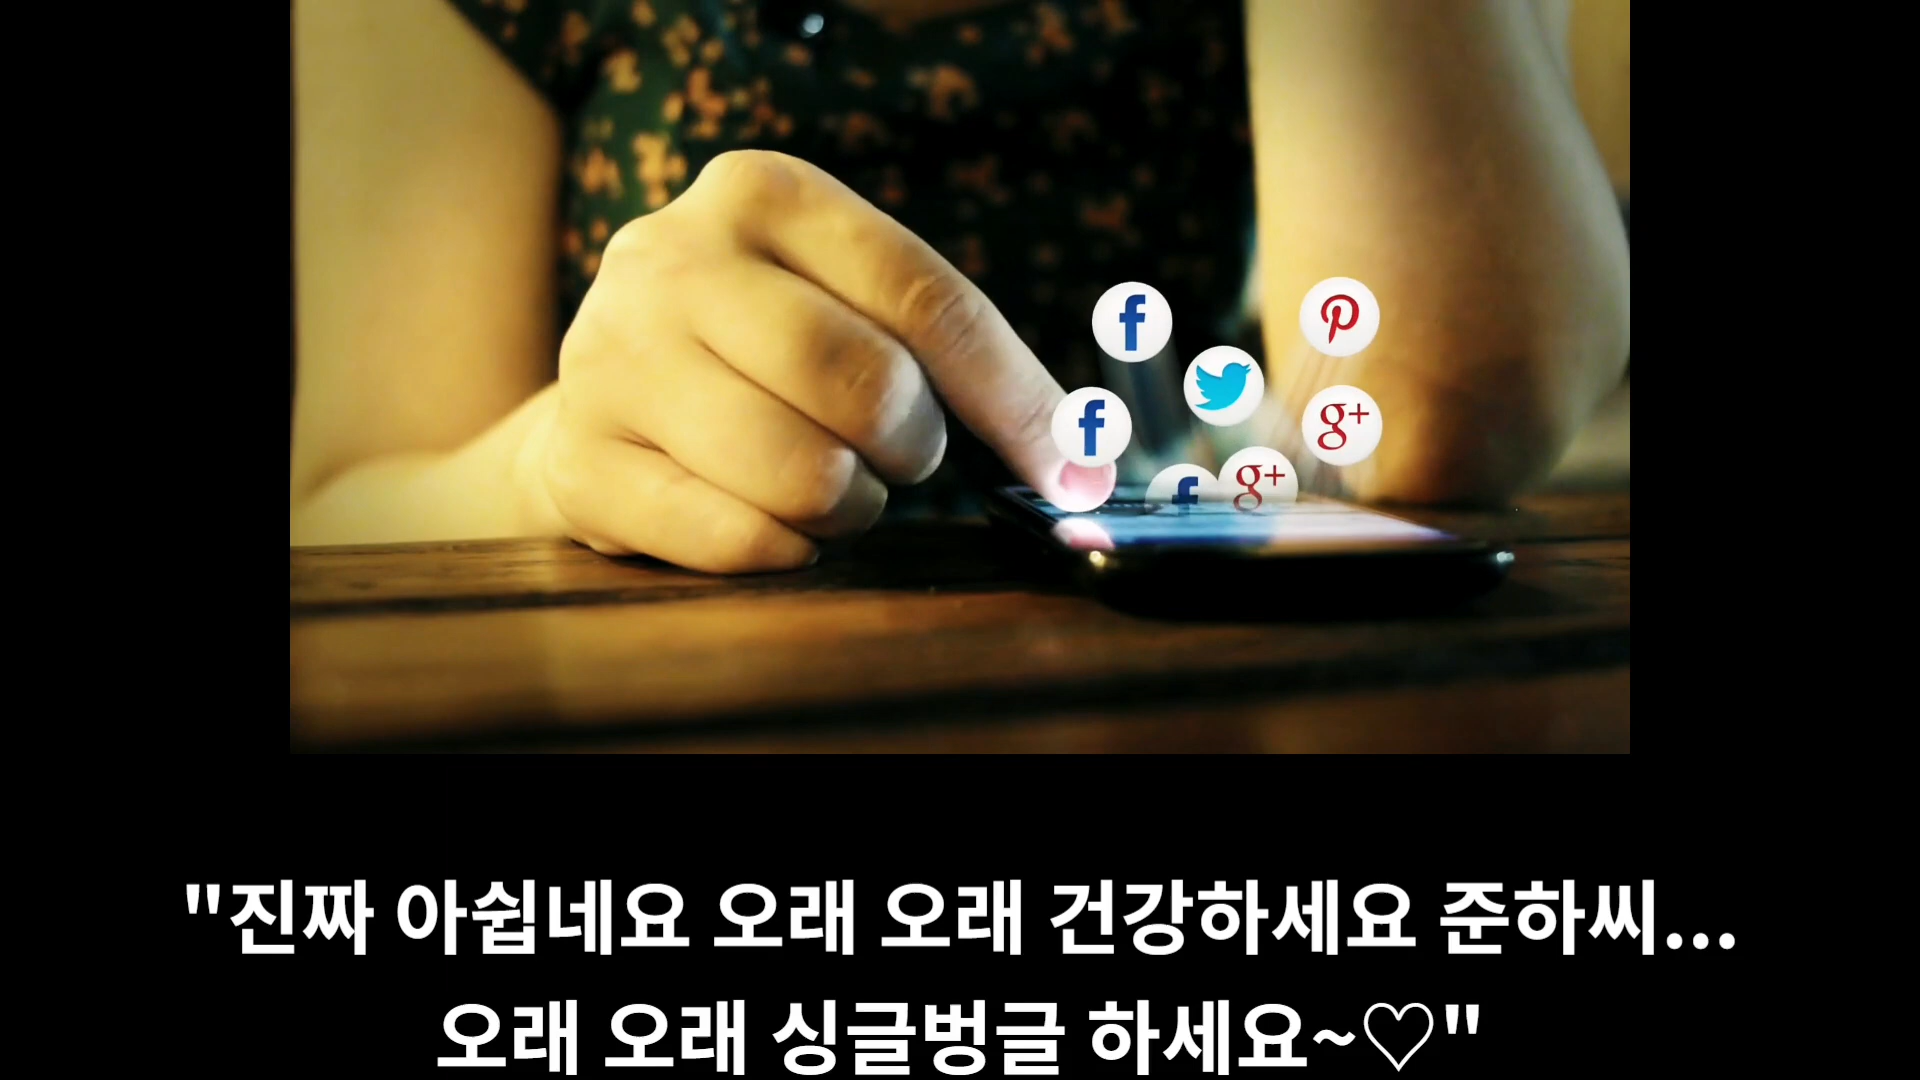 f
p
f
g+
f
g+
"진짜 아쉽네요 오래 오래 건강하세요 준하씨...
오래 오래 싱글벙글 하세요~♡"